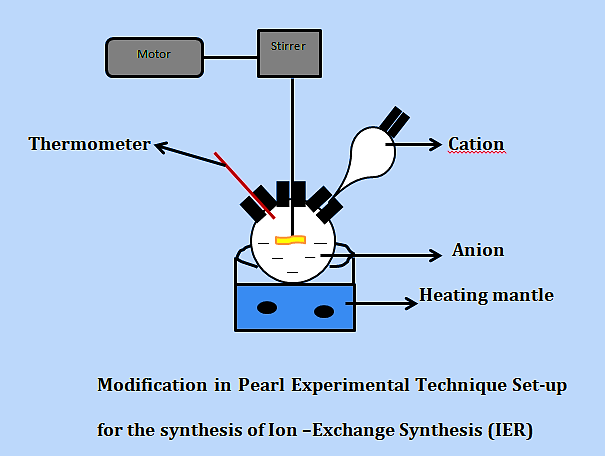 Motor
Stirrer
Thermometer
Cation
Anion
Heating mantle
Modification in Pearl Experimental Technique Set-up
for the synthesis of Ion –Exchange Synthesis (IER)